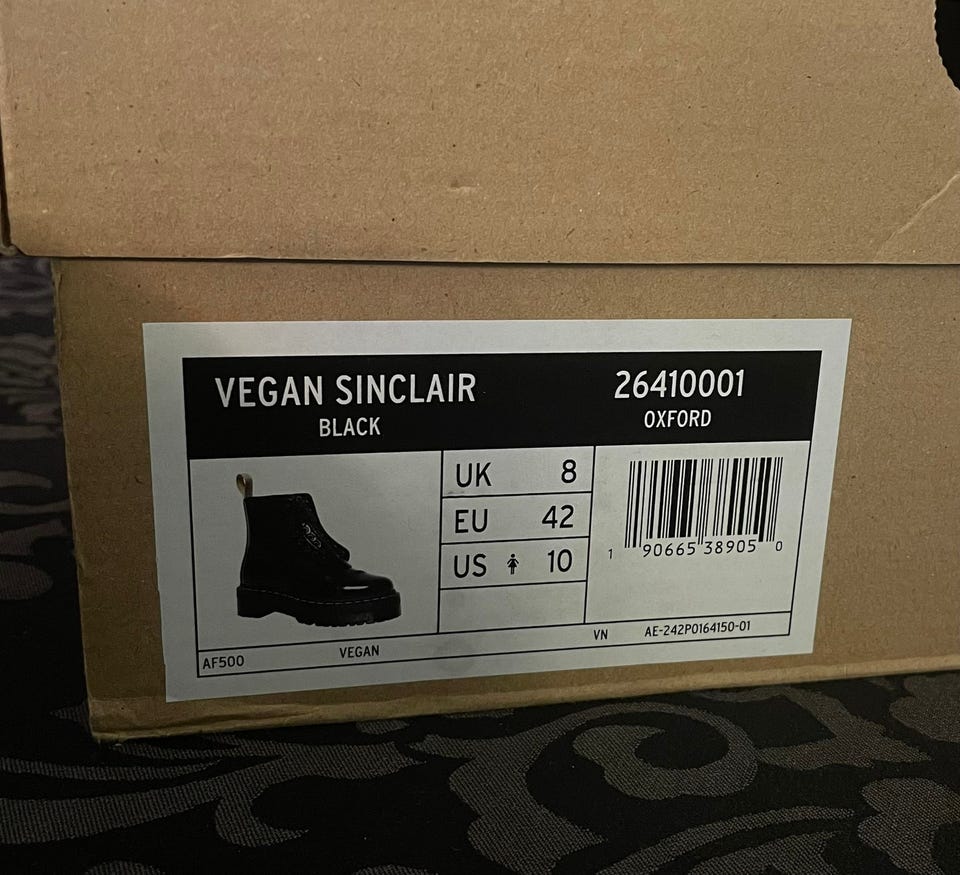 VEGAN SINCLAIR
BLACK
26410001
OXFORD
UK 8
EU 42
US 10
1 90665 38905 0
AF500 VEGAN VN AE-242P0164150-01